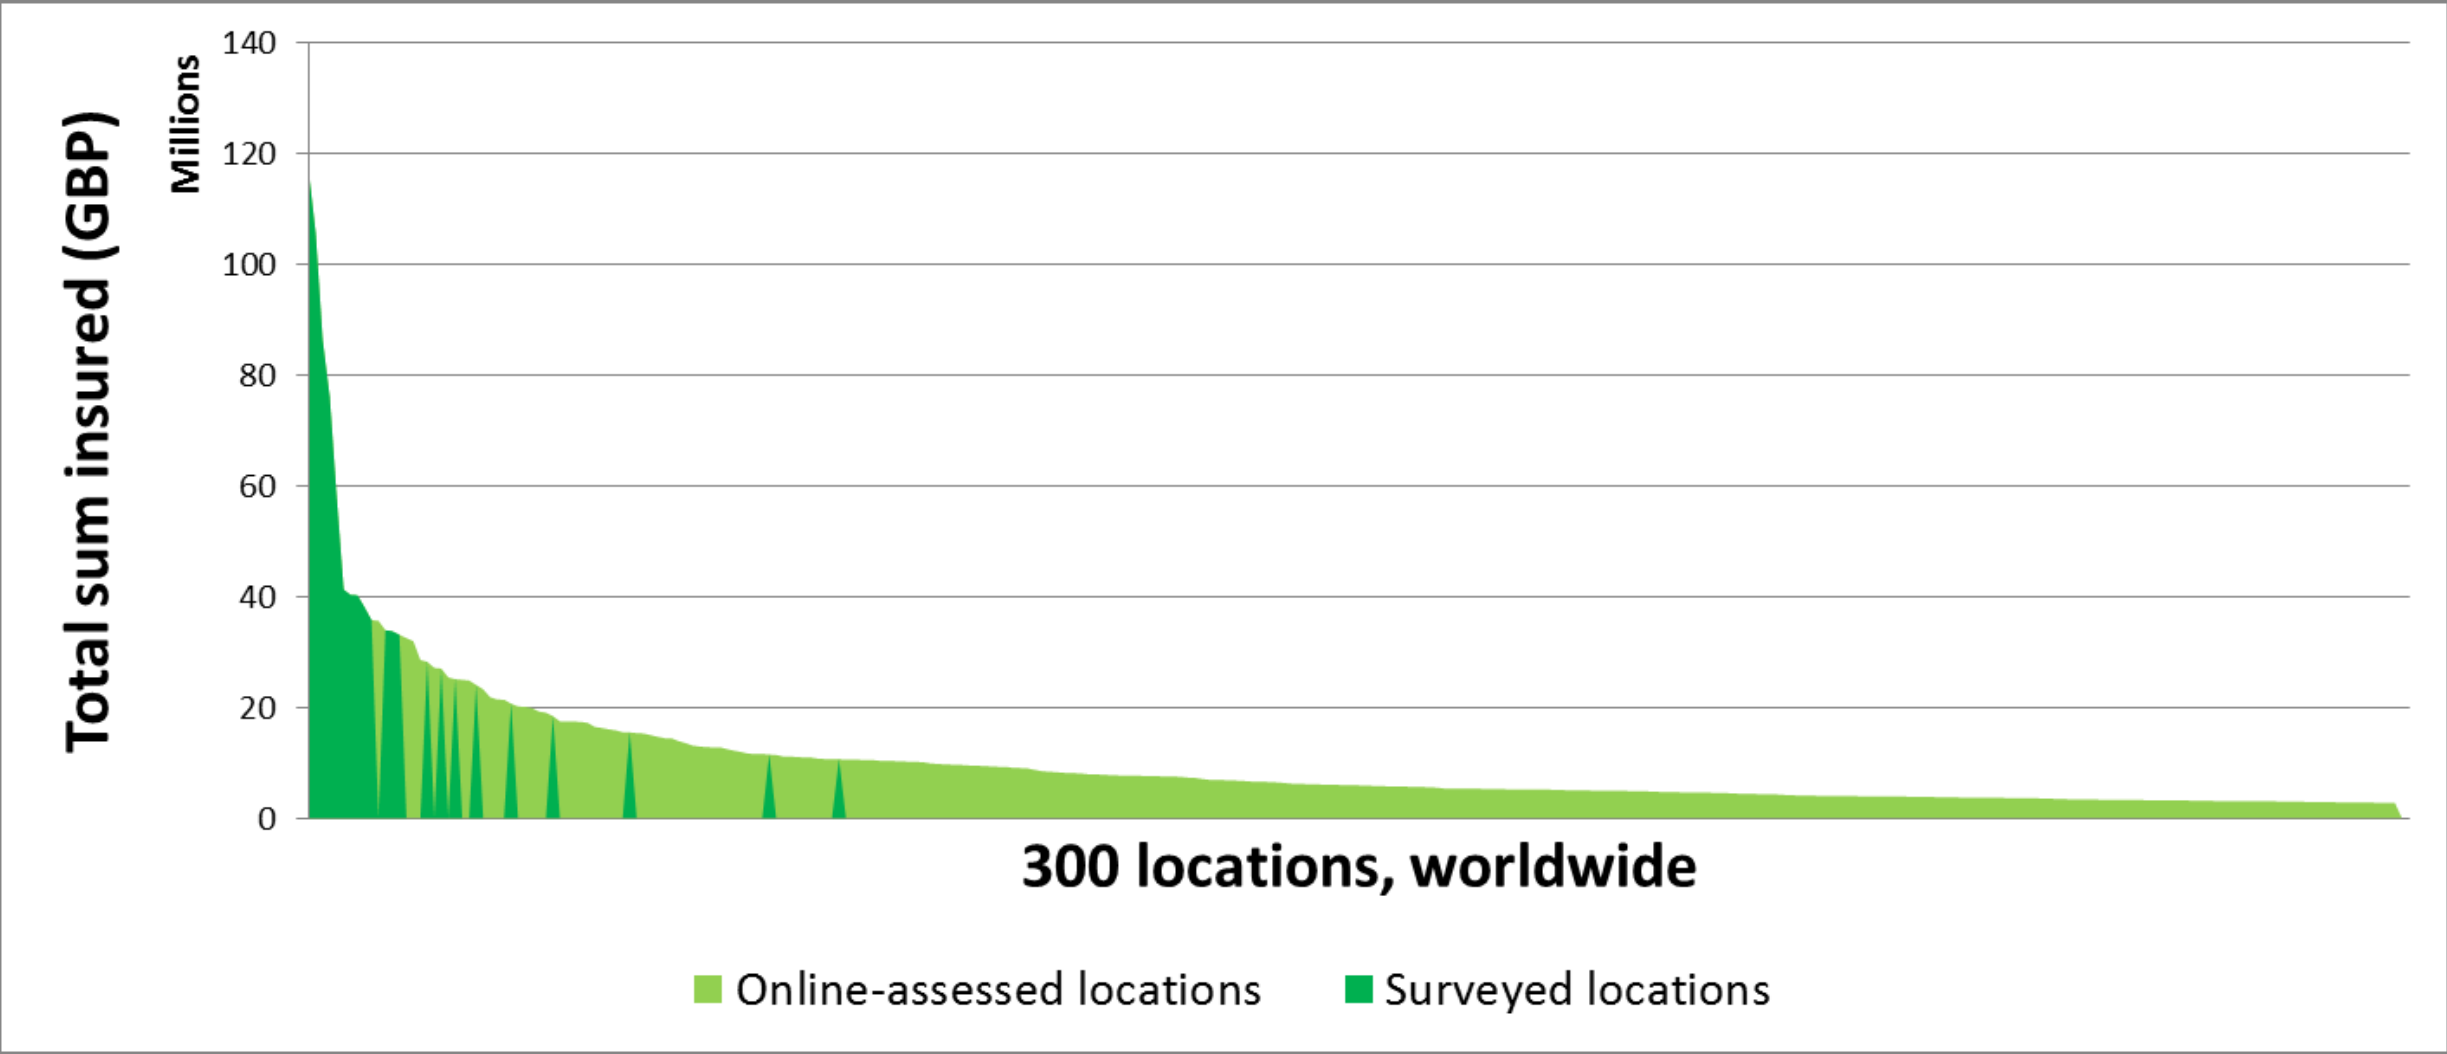 Total sum insured (GBP)
Millions
140
120
100
80
60
40
20
0
300 locations, worldwide
Online-assessed locations
Surveyed locations